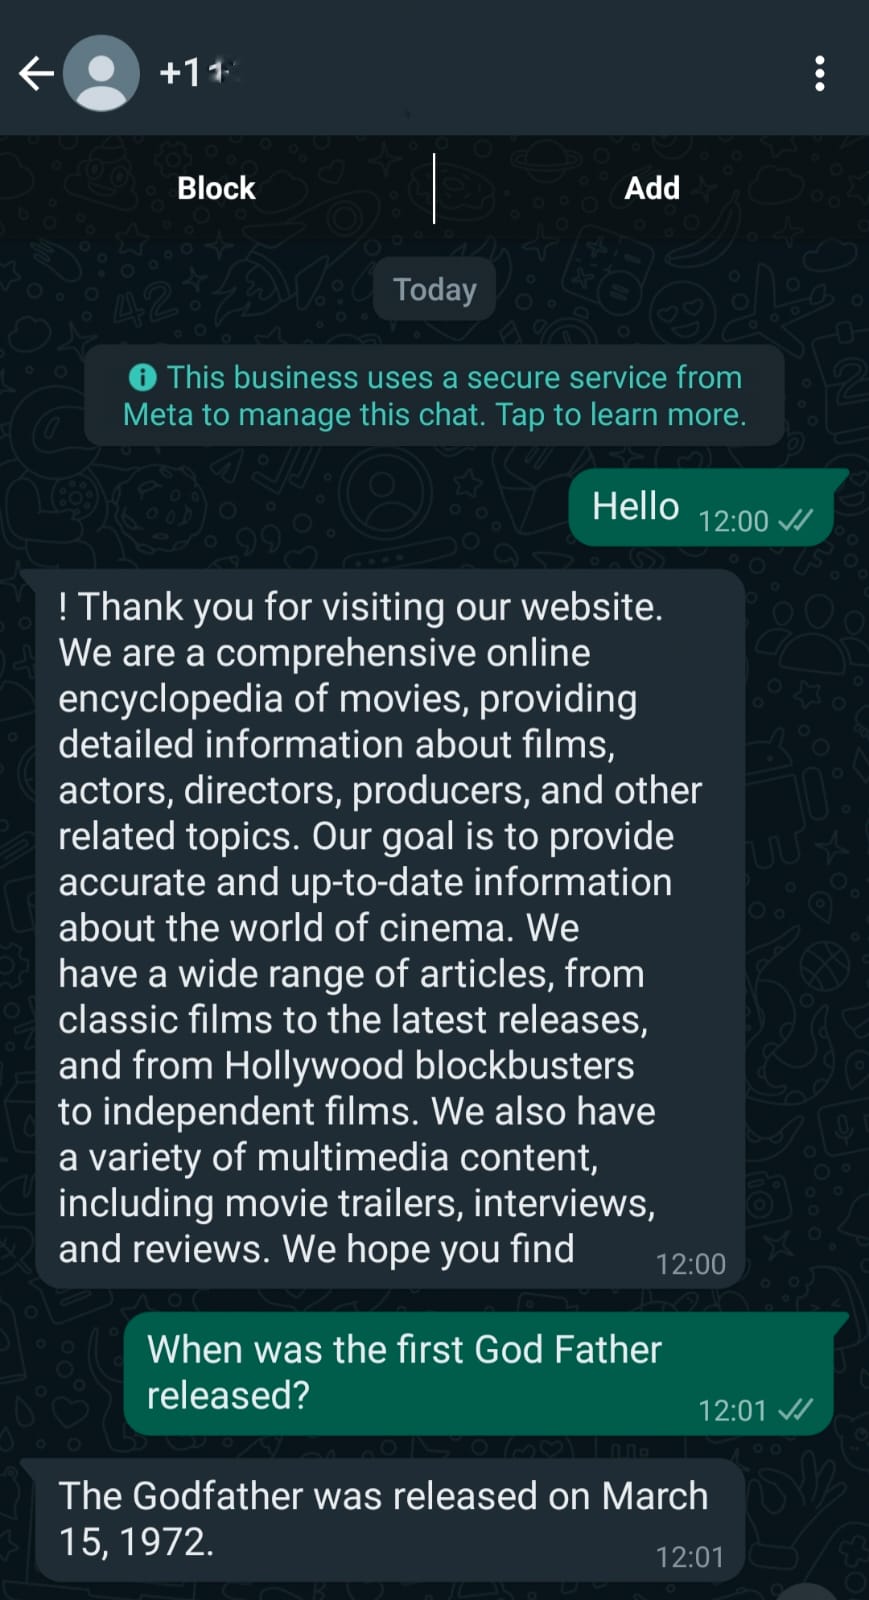 +1
Block
Add
Today
This business uses a secure service from
Meta to manage this chat. Tap to learn more.
Hello 12:00
! Thank you for visiting our website.
We are a comprehensive online
encyclopedia of movies, providing
detailed information about films,
actors, directors, producers, and other
related topics. Our goal is to provide
accurate and up-to-date information
about the world of cinema. We
have a wide range of articles, from
classic films to the latest releases,
and from Hollywood blockbusters
to independent films. We also have
a variety of multimedia content,
including movie trailers, interviews,
and reviews. We hope you find 12:00
When was the first God Father
released? 12:01
The Godfather was released on March
15, 1972. 12:01